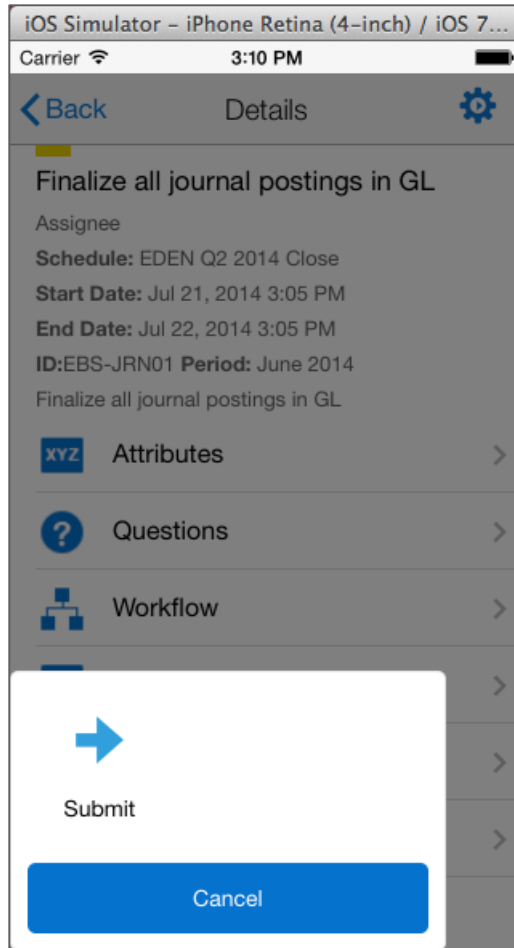 iOS Simulator – iPhone Retina (4-inch) / iOS 7...
Carrier 3:10 PM
Back Details
Finalize all journal postings in GL
Assignee
Schedule: EDEN Q2 2014 Close
Start Date: Jul 21, 2014 3:05 PM
End Date: Jul 22, 2014 3:05 PM
ID:EBS-JRN01 Period: June 2014
Finalize all journal postings in GL
XYZ Attributes
? Questions
Workflow
Submit
Cancel